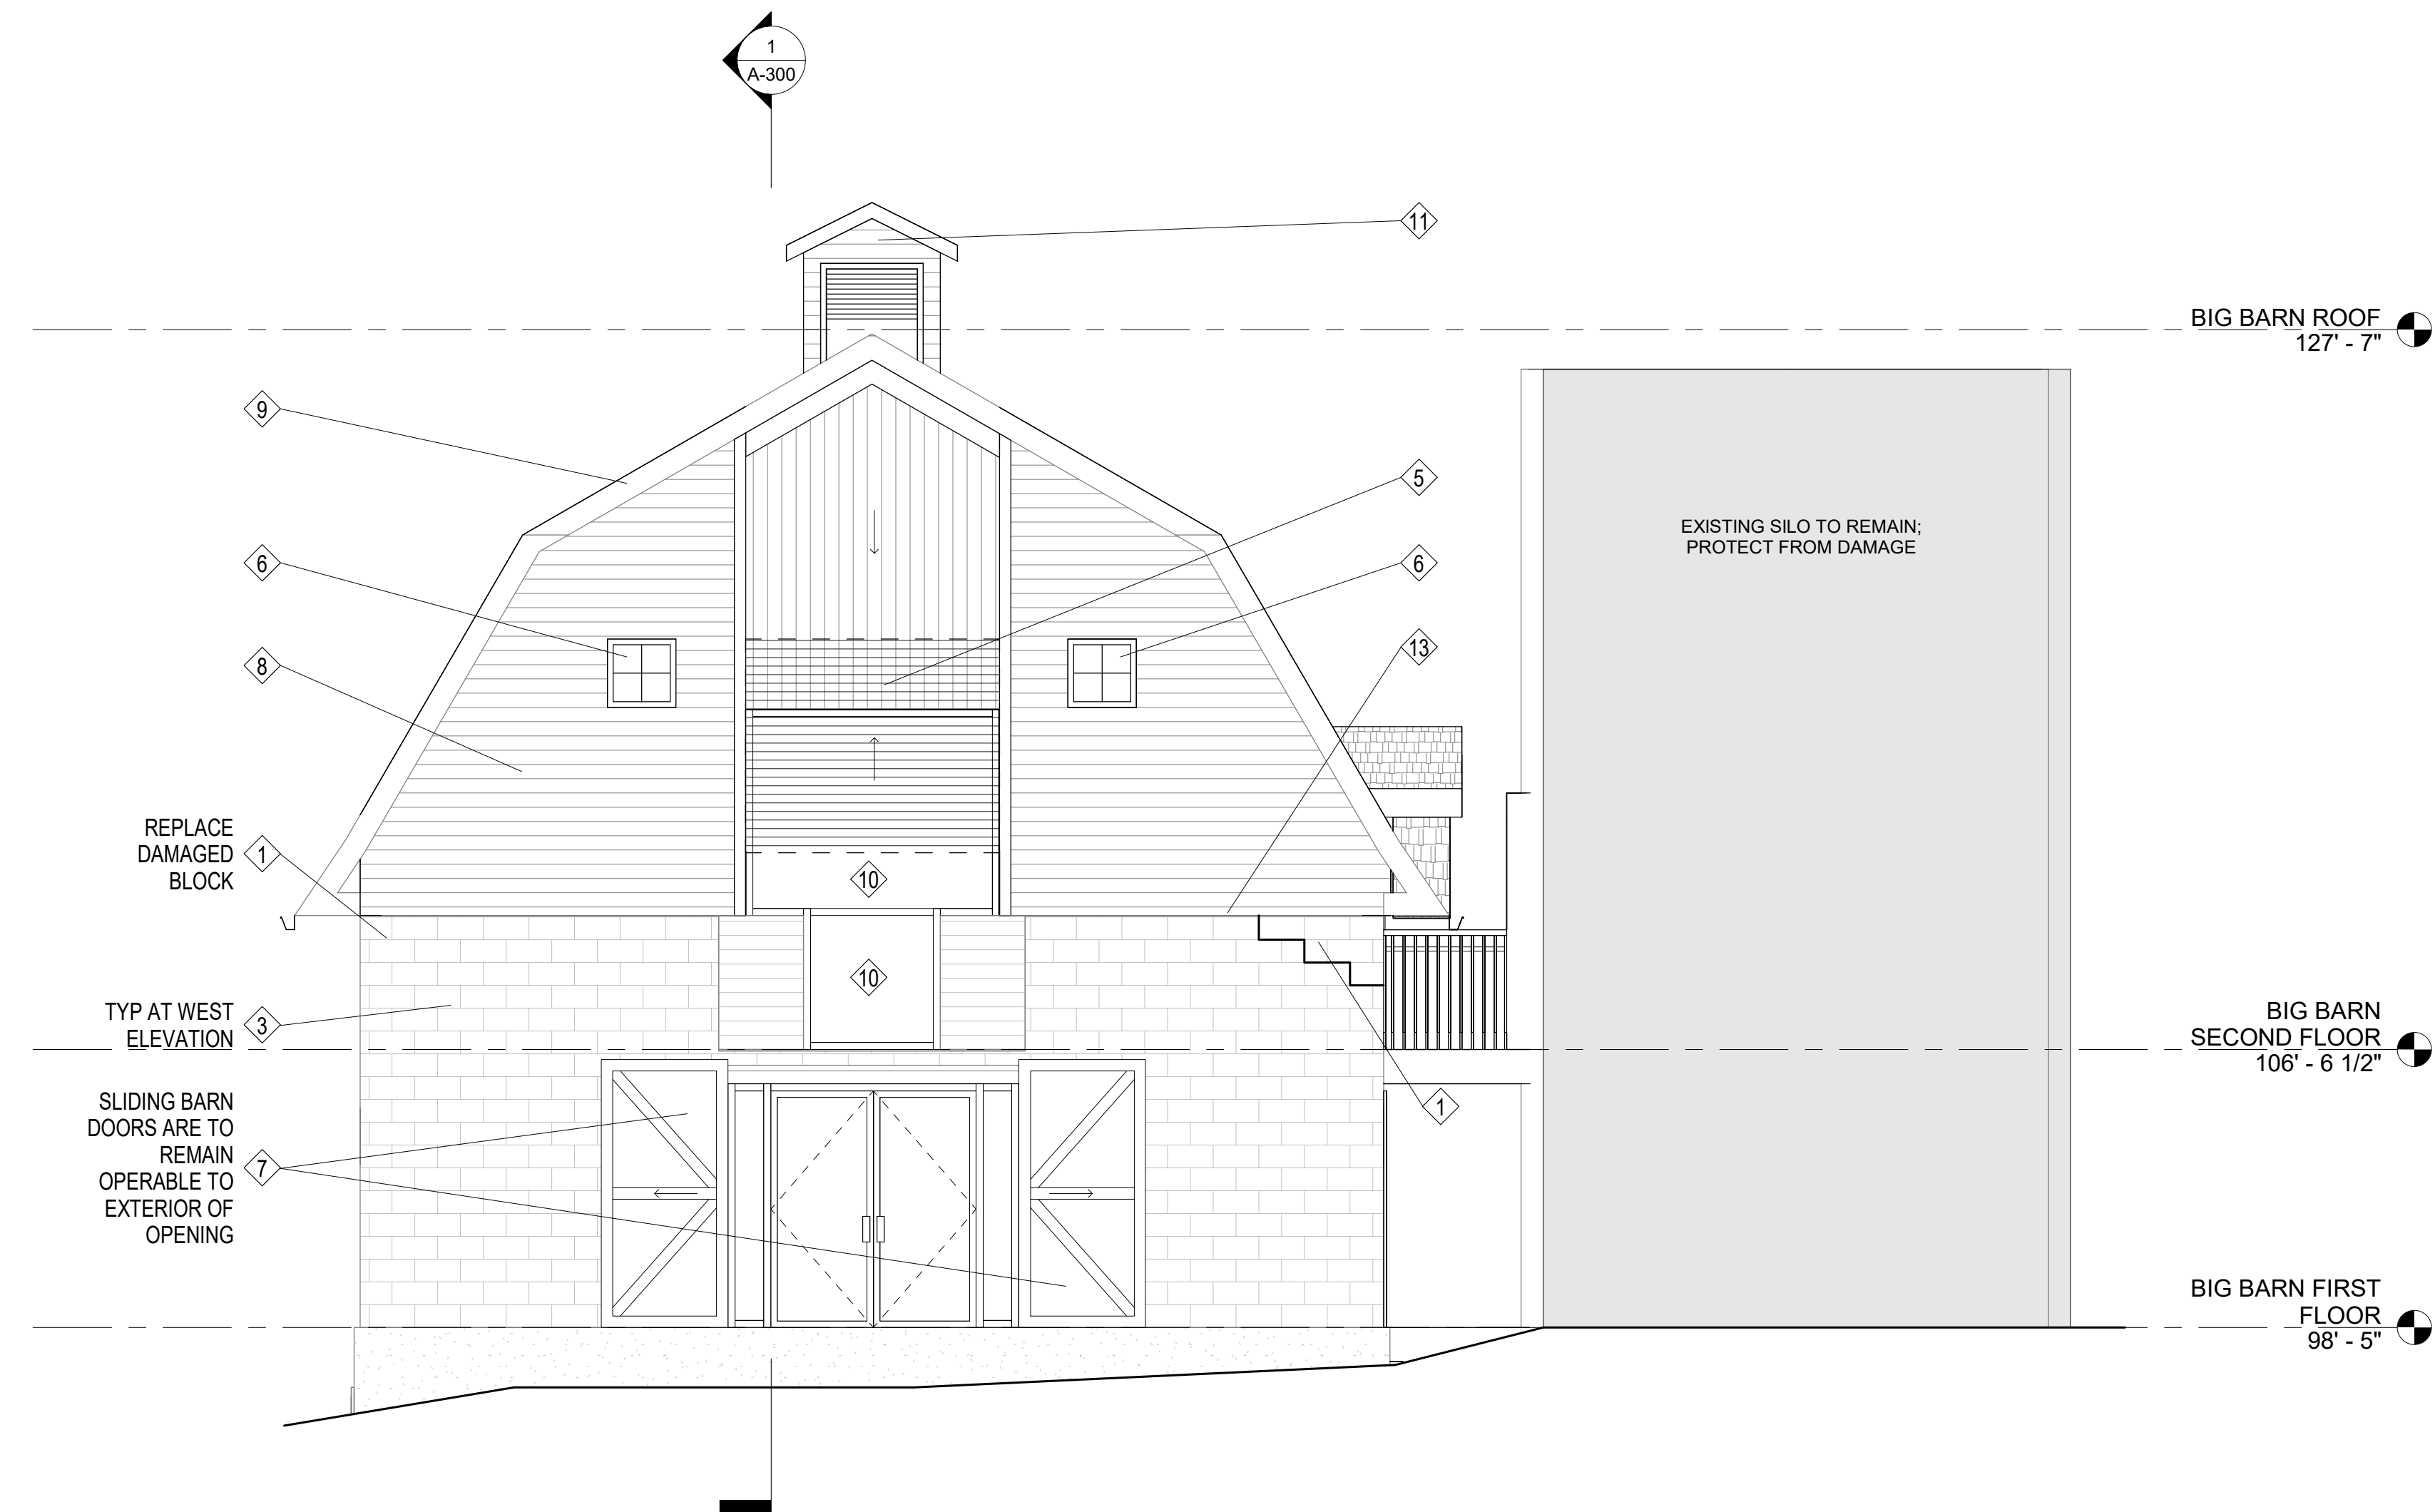 1
A-300
11
BIG BARN ROOF
127' - 7"
9
5
EXISTING SILO TO REMAIN;
PROTECT FROM DAMAGE
6
6
13
8
REPLACE
DAMAGED
BLOCK
1
10
10
TYP AT WEST
ELEVATION
3
BIG BARN
SECOND FLOOR
106' - 6 1/2"
SLIDING BARN
DOORS ARE TO
REMAIN
OPERABLE TO
EXTERIOR OF
OPENING
7
1
BIG BARN FIRST
FLOOR
98' - 5"